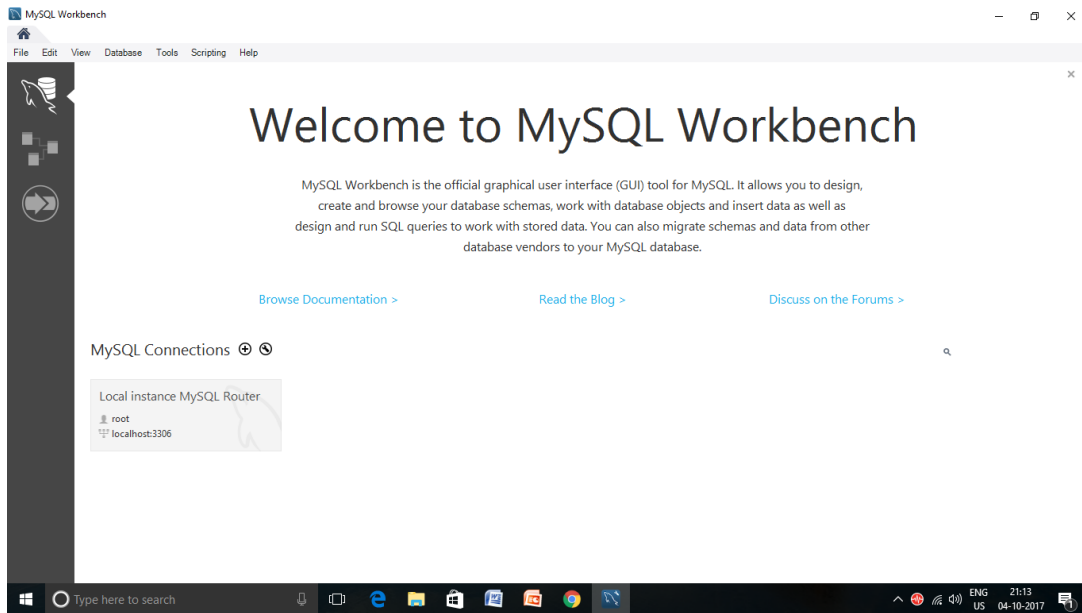 MySQL Workbench
File Edit View Database Tools Scripting Help
Welcome to MySQL Workbench
MySQL Workbench is the official graphical user interface (GUI) tool for MySQL. It allows you to design,
create and browse your database schemas, work with database objects and insert data as well as
design and run SQL queries to work with stored data. You can also migrate schemas and data from other
database vendors to your MySQL database.
Browse Documentation > Read the Blog > Discuss on the Forums >
MySQL Connections
Local instance MySQL Router
root
localhost:3306
Type here to search
ENG 21:13
US 04-10-2017
1